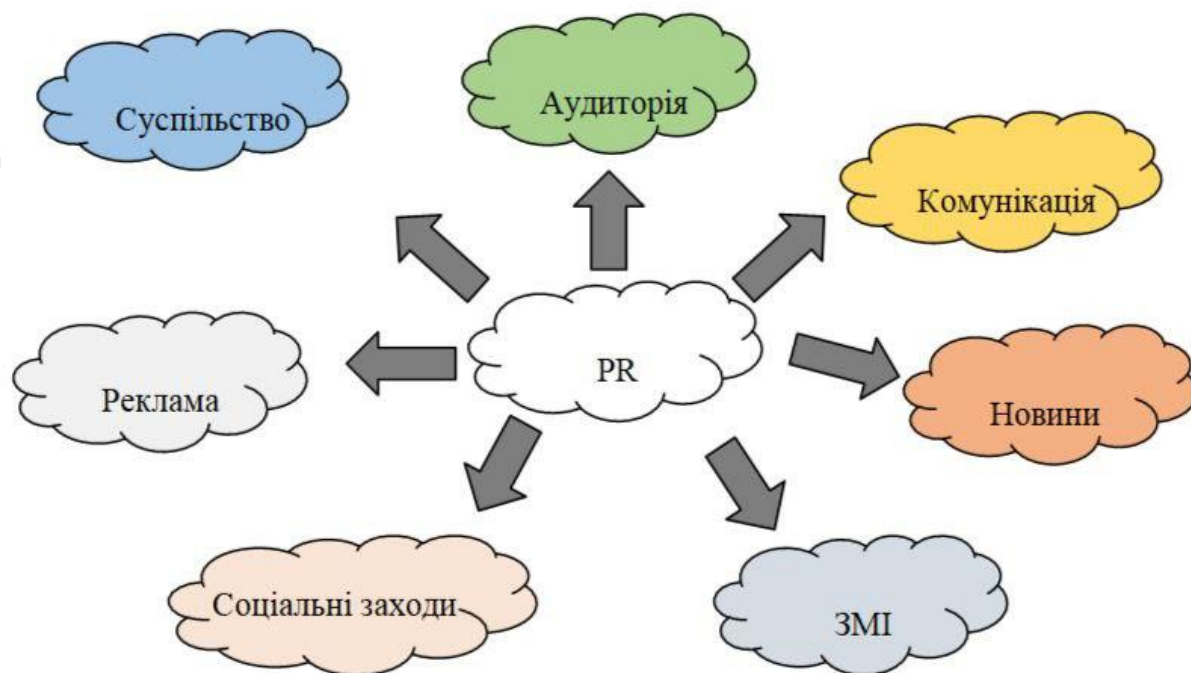 Суспільство
Аудиторія
Комунікація
PR
Реклама
Новини
Соціальні заходи
ЗМІ